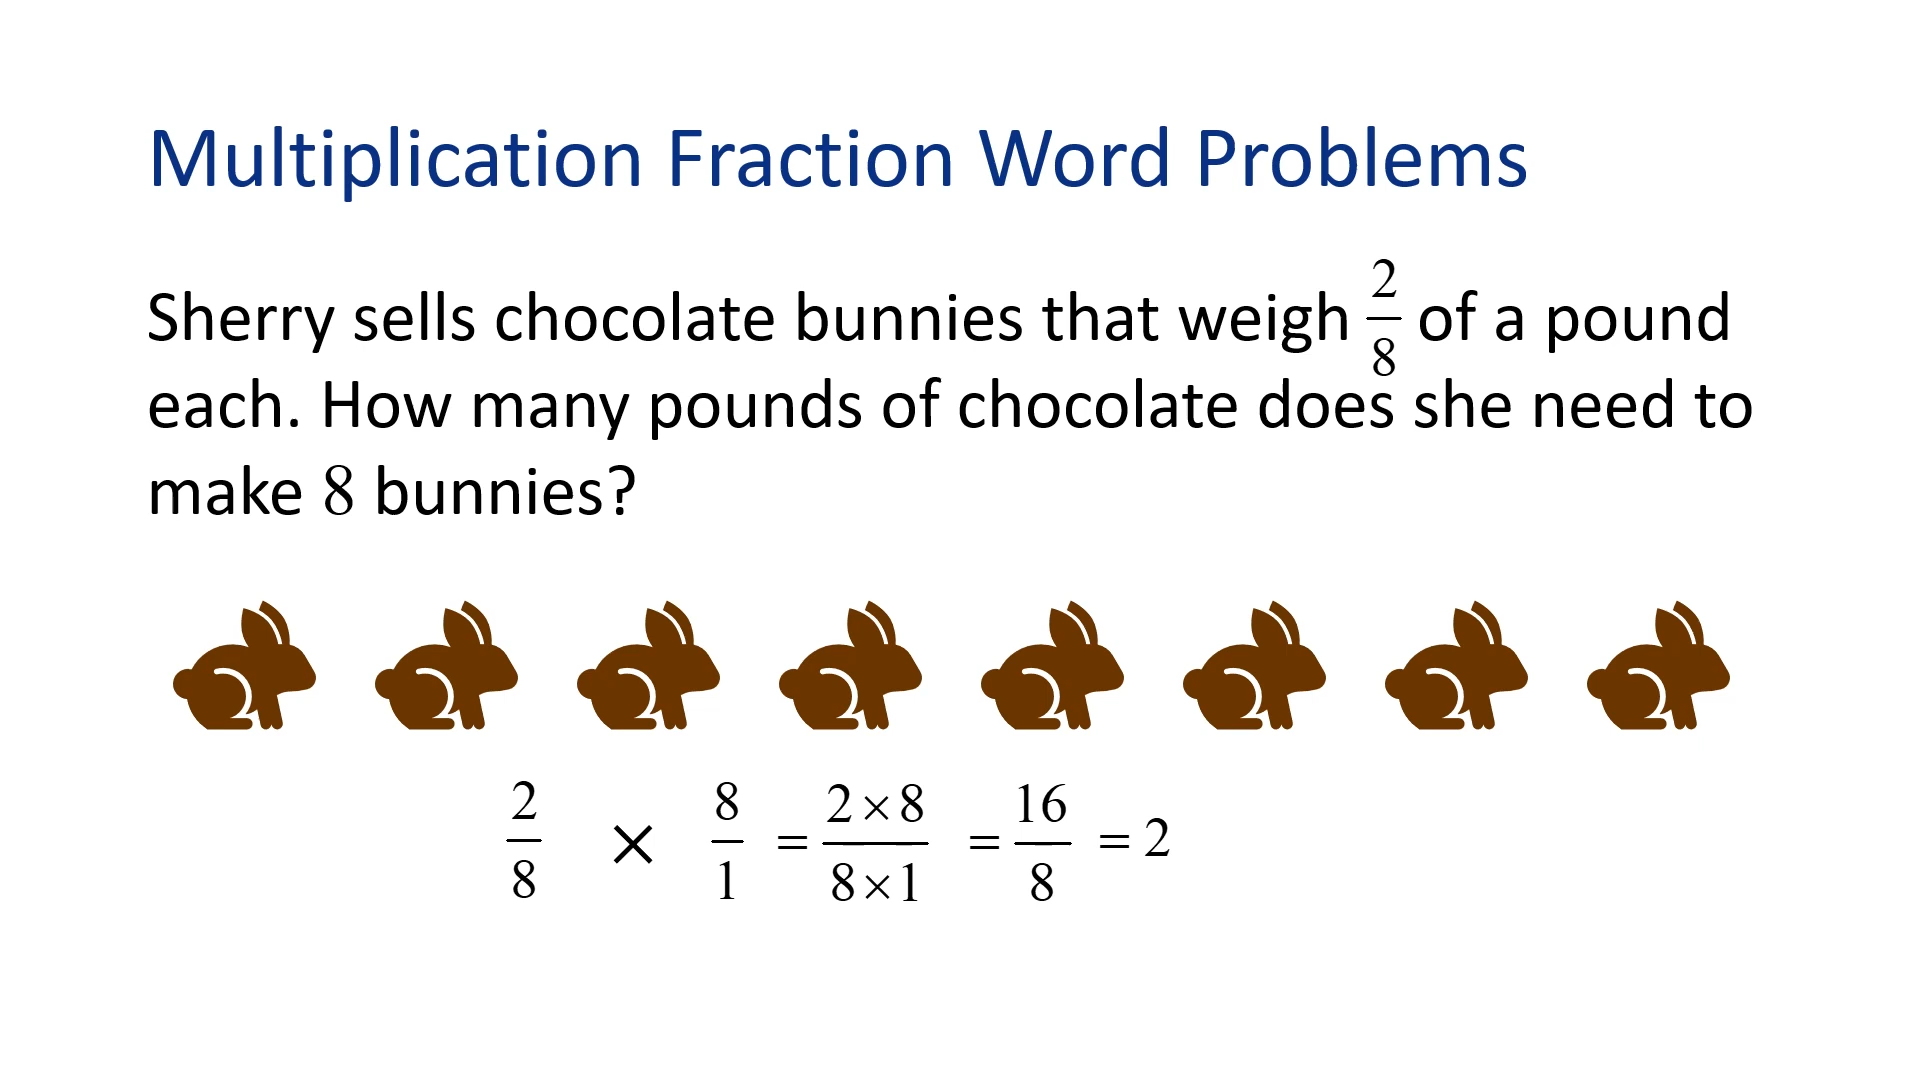 Multiplication Fraction Word Problems
Sherry sells chocolate bunnies that weigh 2/8 of a pound
each. How many pounds of chocolate does she need to
make 8 bunnies?
2/8 × 8/1 = 2×8/8×1 = 16/8 = 2